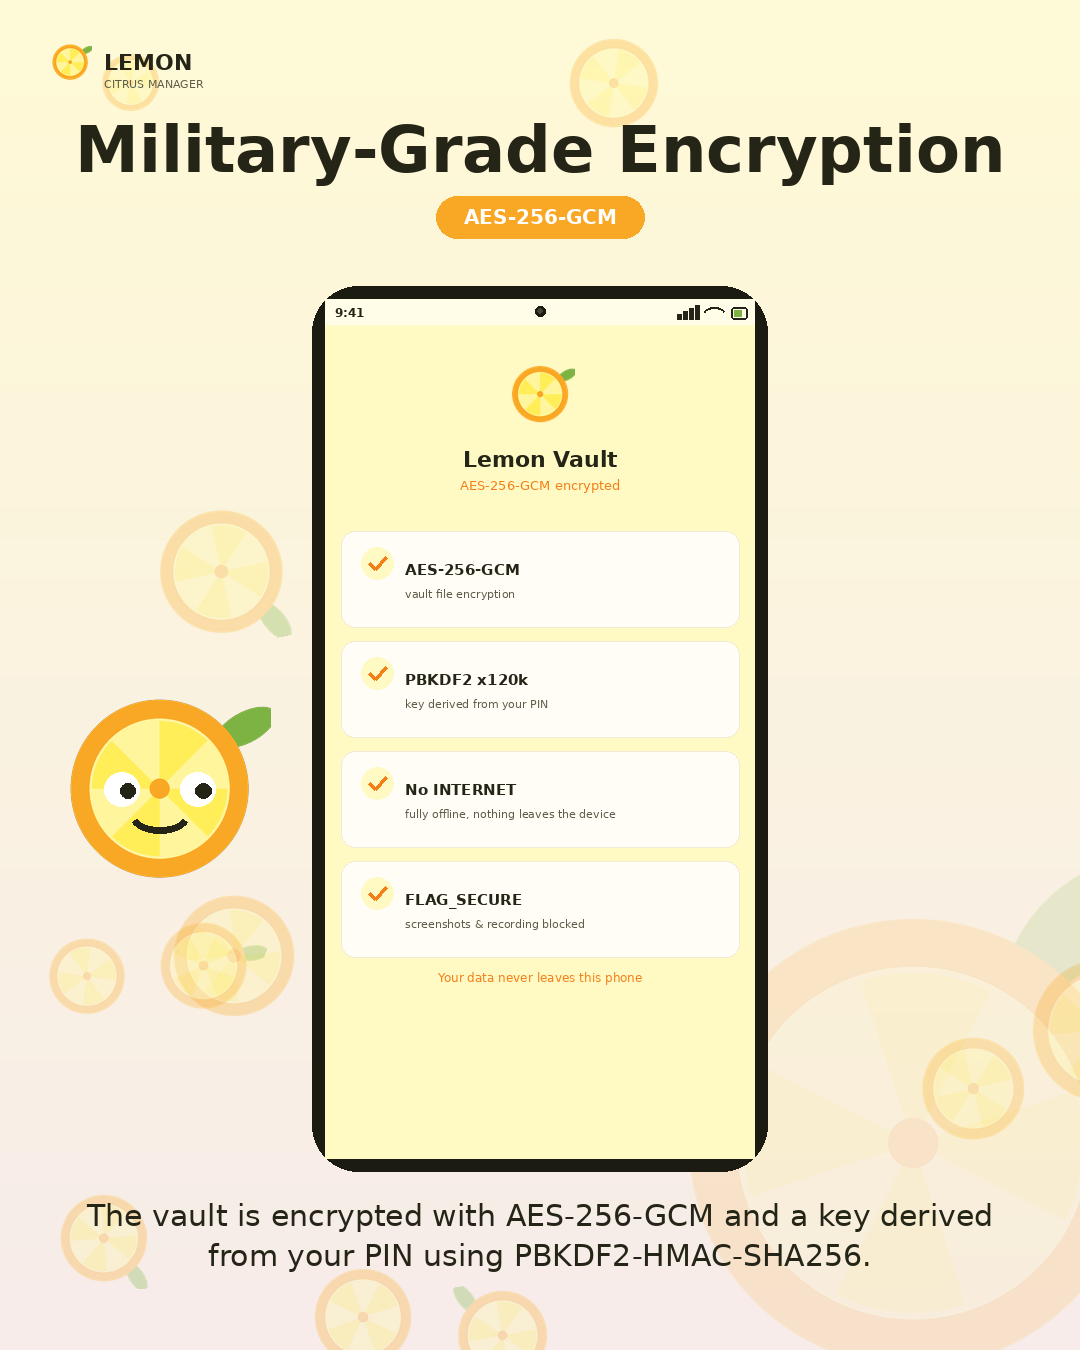 LEMON
CITRUS MANAGER
Military-Grade Encryption
AES-256-GCM
9:41
Lemon Vault
AES-256-GCM encrypted
AES-256-GCM
vault file encryption
PBKDF2 x120k
key derived from your PIN
No INTERNET
fully offline, nothing leaves the device
FLAG_SECURE
screenshots & recording blocked
Your data never leaves this phone
The vault is encrypted with AES-256-GCM and a key derived
from your PIN using PBKDF2-HMAC-SHA256.